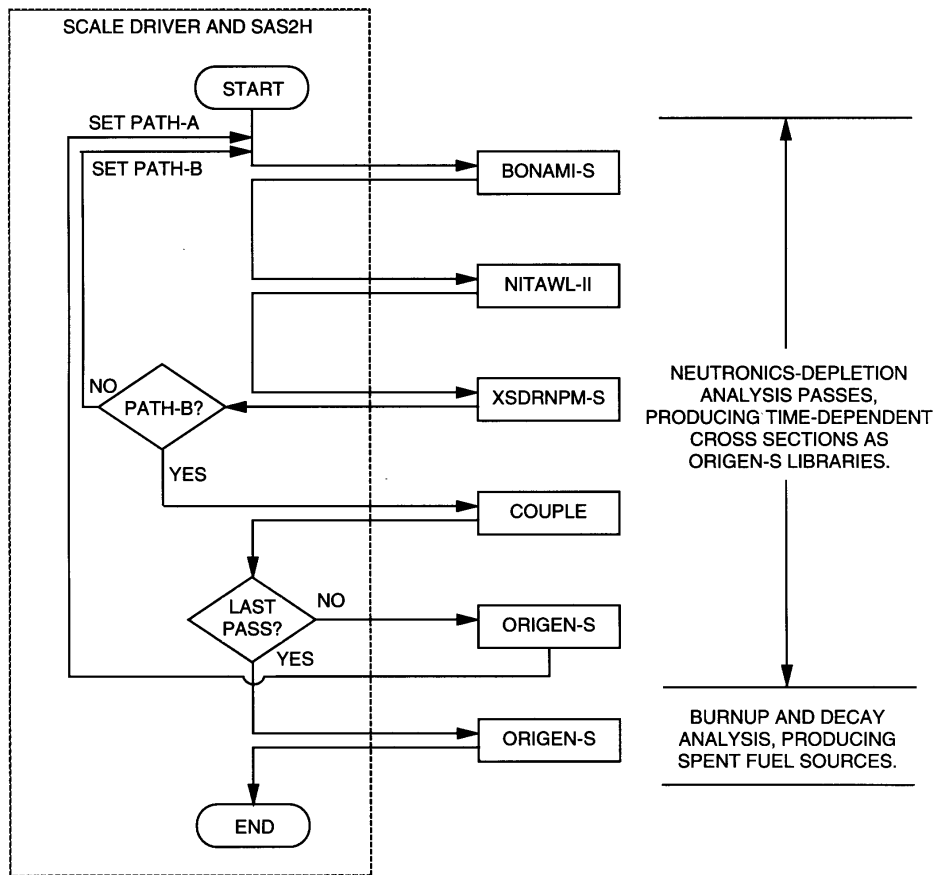 SCALE DRIVER AND SAS2H
START
SET PATH-A
SET PATH-B
BONAMI-S
NITAWL-II
NO
PATH-B?
XSDRNPM-S
YES
NEUTRONICS-DEPLETION
ANALYSIS PASSES,
PRODUCING TIME-DEPENDENT
CROSS SECTIONS AS
ORIGEN-S LIBRARIES.
COUPLE
LAST
PASS?
NO
ORIGEN-S
YES
ORIGEN-S
BURNUP AND DECAY
ANALYSIS, PRODUCING
SPENT FUEL SOURCES.
END